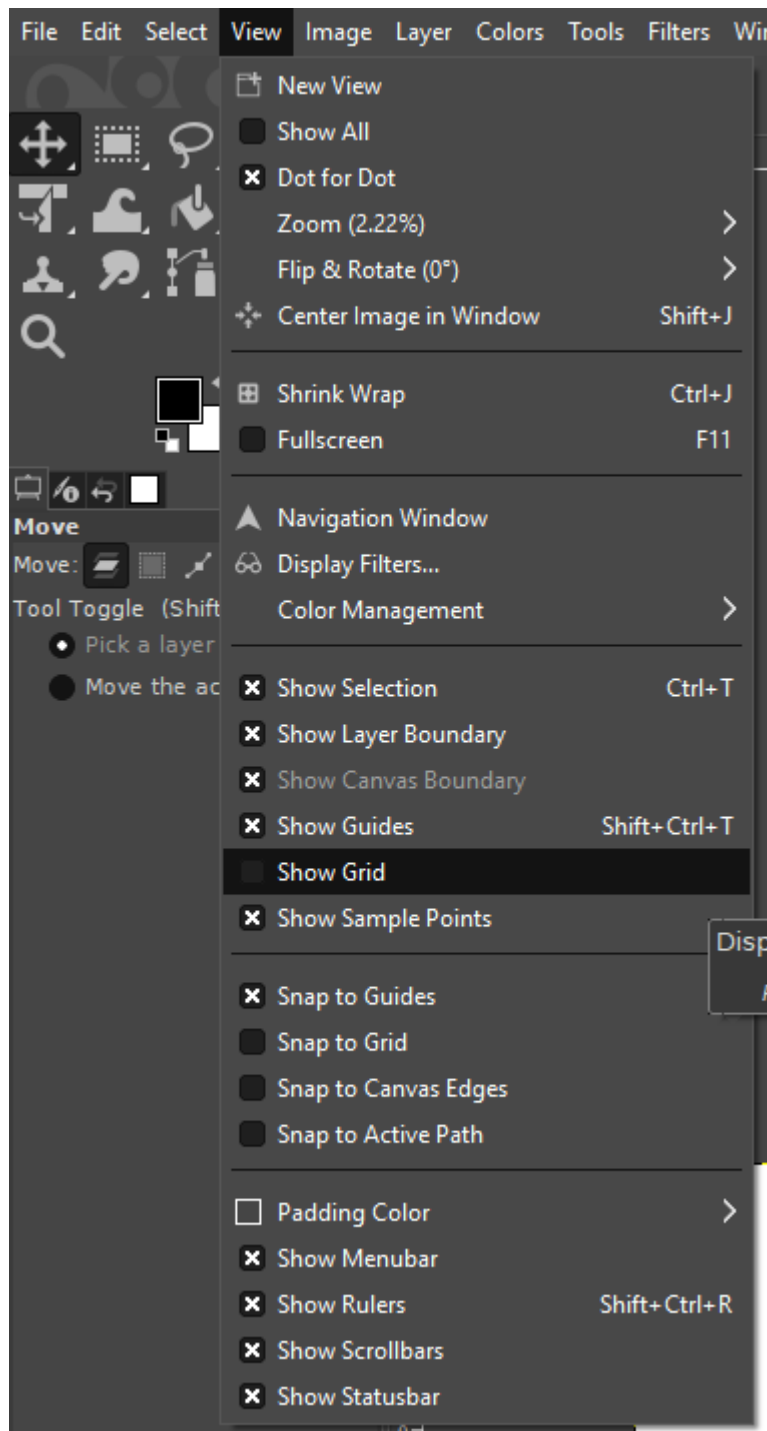 File Edit Select View Image Layer Colors Tools Filters
New View
Show All
Dot for Dot
Zoom (2.22%)
Flip & Rotate (0°)
Center Image in Window Shift+J
Shrink Wrap Ctrl+J
Fullscreen F11
Navigation Window
Move
Display Filters...
Move:
Color Management
Tool Toggle (Shift
Pick a layer
Show Selection Ctrl+T
Move the ac
Show Layer Boundary
Show Canvas Boundary
Show Guides Shift+Ctrl+T
Show Grid
Show Sample Points
Disp
Snap to Guides
Snap to Grid
Snap to Canvas Edges
Snap to Active Path
Padding Color
Show Menubar
Show Rulers Shift+Ctrl+R
Show Scrollbars
Show Statusbar